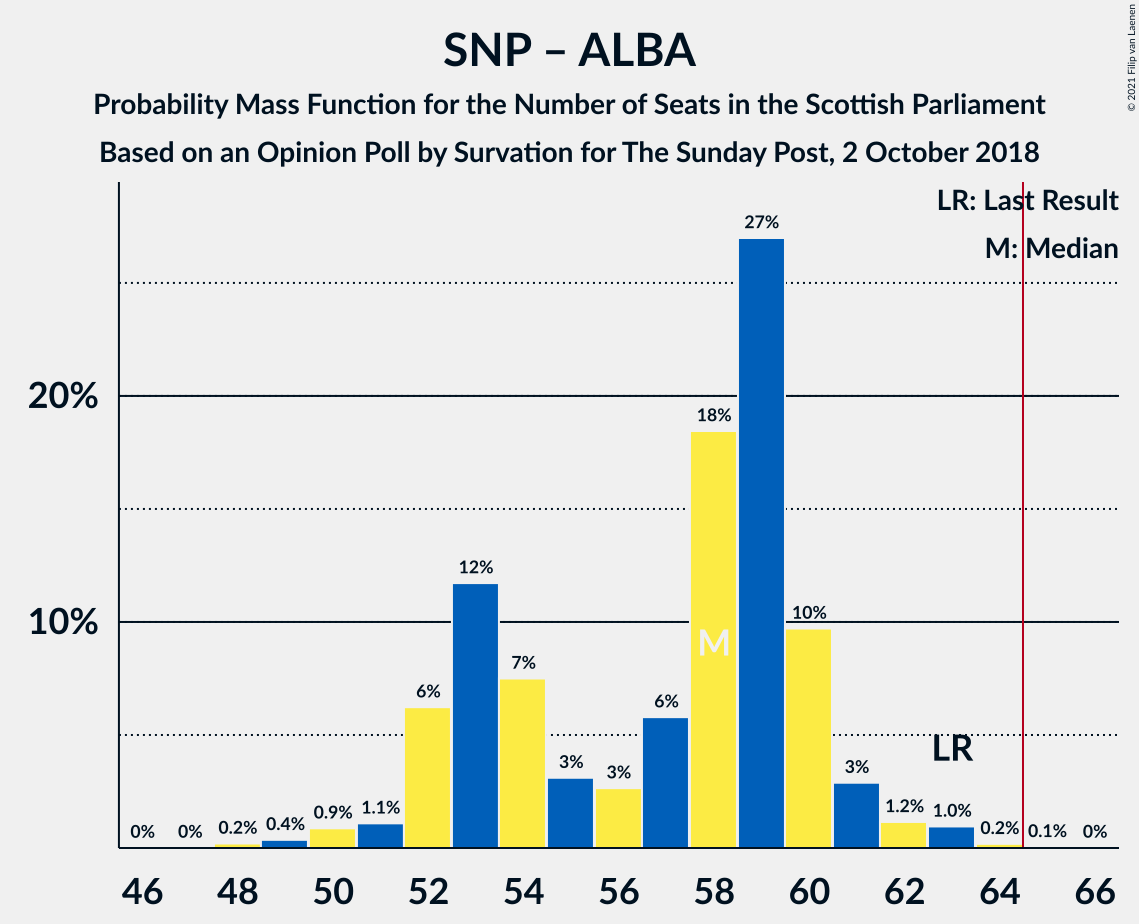 SNP – ALBA
Probability Mass Function for the Number of Seats in the Scottish Parliament
Based on an Opinion Poll by Survation for The Sunday Post, 2 October 2018
© 2021 Filip van Laenen
LR: Last Result
M: Median
27%
20%
18%
12%
10%
10%
M
7%
6%
6%
LR
3%
3%
3%
0% 0% 0.2% 0.4% 0.9% 1.1% 1.2% 1.0% 0.2% 0.1% 0%
46 48 50 52 54 56 58 60 62 64 66